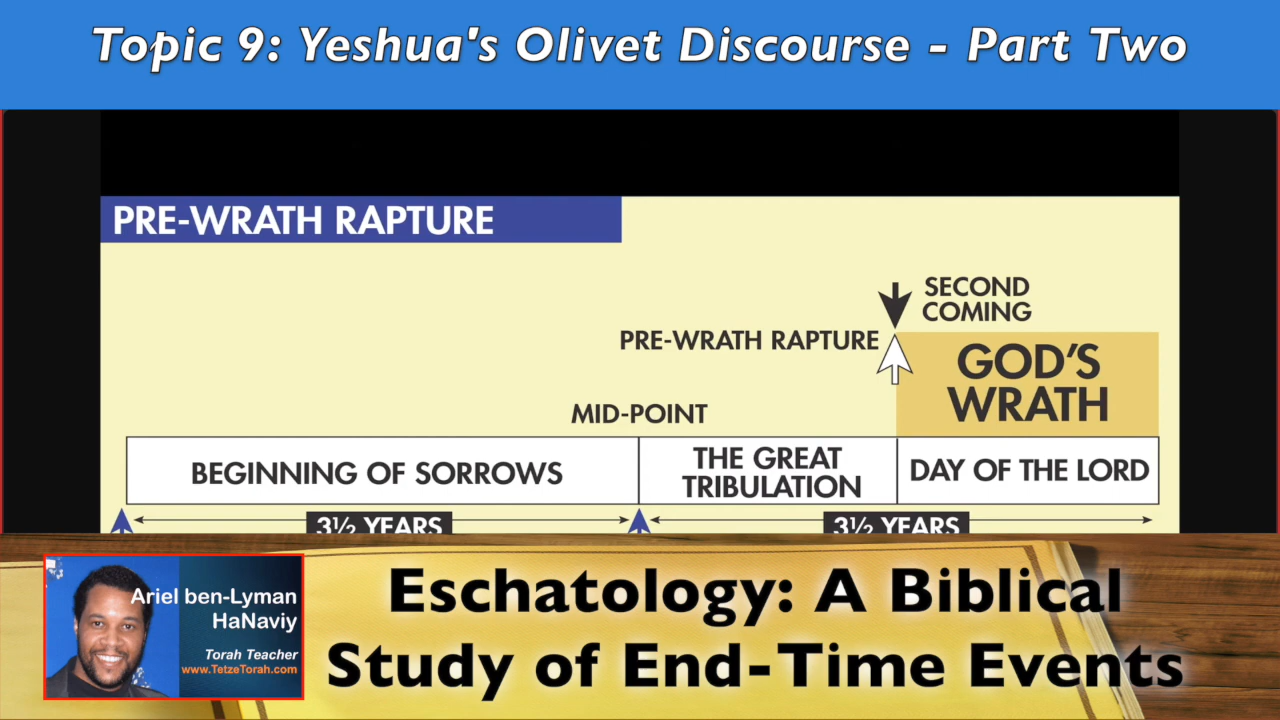 Topic 9: Yeshua's Olivet Discourse - Part Two
PRE-WRATH RAPTURE
SECOND
COMING
PRE-WRATH RAPTURE
GOD'S
WRATH
MID-POINT
BEGINNING OF SORROWS
THE GREAT
TRIBULATION
DAY OF THE LORD
3½ YEARS
3½ YEARS
Ariel ben-Lyman
HaNaviy
Torah Teacher
www.TetzeTorah.com
Eschatology: A Biblical
Study of End-Time Events